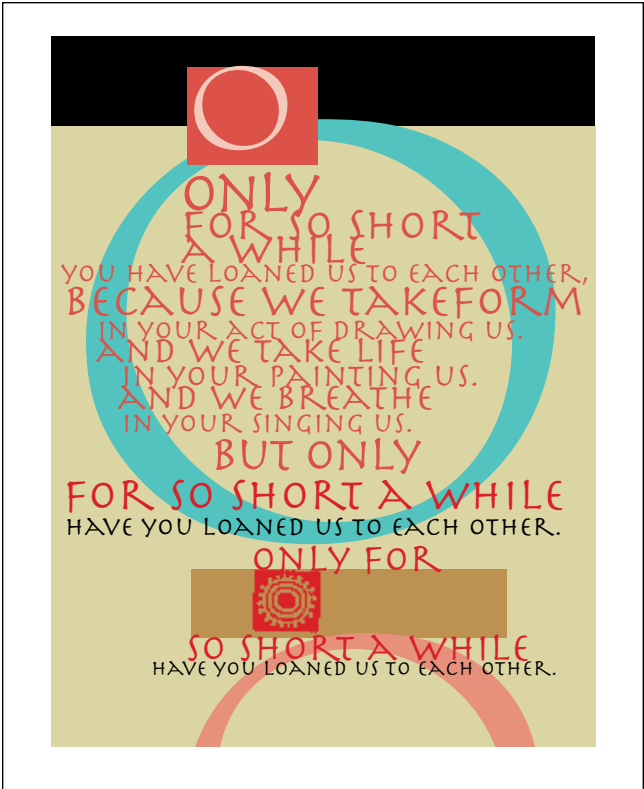 O
ONLY
FOR SO SHORT
A WHILE
YOU HAVE LOANED US TO EACH OTHER,
BECAUSE WE TAKEFORM
IN YOUR ACT OF DRAWING US.
AND WE TAKE LIFE
IN YOUR PAINTING US.
AND WE BREATHE
IN YOUR SINGING US.
BUT ONLY
FOR SO SHORT A WHILE
HAVE YOU LOANED US TO EACH OTHER.
ONLY FOR
SO SHORT A WHILE
HAVE YOU LOANED US TO EACH OTHER.